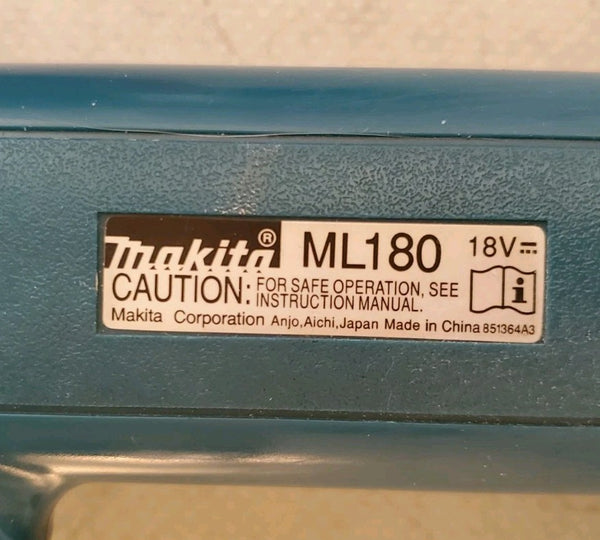 makita® ML180 18V
CAUTION: FOR SAFE OPERATION, SEE
INSTRUCTION MANUAL.
Makita Corporation Anjo,Aichi,Japan Made in China 851364A3